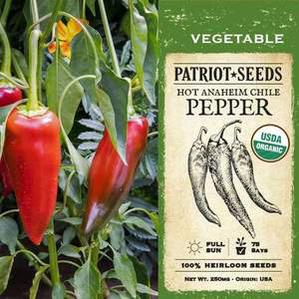 VEGETABLE
PATRIOT★SEEDS
HOT ANAHEIM CHILE
PEPPER
USDA
ORGANIC
FULL
SUN
75
DAYS
100% HEIRLOOM SEEDS
NET WT. 250MG • ORIGIN: USA